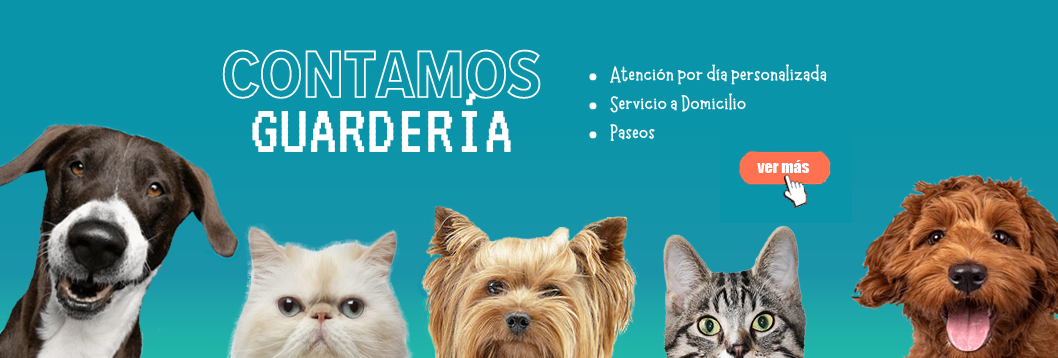 CONTAMOS
GUARDERÍA
Atención por día personalizada
Servicio a Domicilio
Paseos
ver más